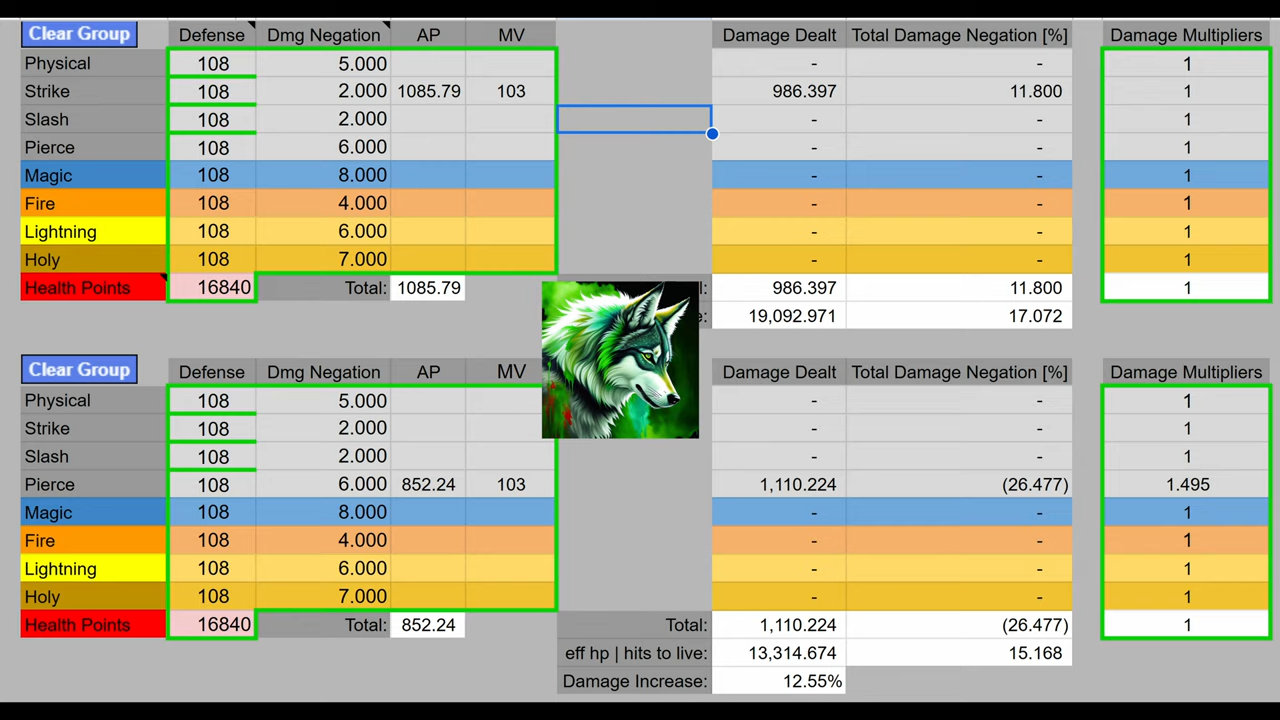 Clear Group Defense Dmg Negation AP MV Damage Dealt Total Damage Negation [%] Damage Multipliers
Physical 108 5.000 - - 1
Strike 108 2.000 1085.79 103 986.397 11.800 1
Slash 108 2.000 - - 1
Pierce 108 6.000 - - 1
Magic 108 8.000 - - 1
Fire 108 4.000 - - 1
Lightning 108 6.000 - - 1
Holy 108 7.000 - - 1
Health Points 16840 Total: 1085.79 986.397 11.800 1
19,092.971 17.072
Clear Group Defense Dmg Negation AP MV Damage Dealt Total Damage Negation [%] Damage Multipliers
Physical 108 5.000 - - 1
Strike 108 2.000 - - 1
Slash 108 2.000 - - 1
Pierce 108 6.000 852.24 103 1,110.224 (26.477) 1.495
Magic 108 8.000 - - 1
Fire 108 4.000 - - 1
Lightning 108 6.000 - - 1
Holy 108 7.000 - - 1
Health Points 16840 Total: 852.24 Total: 1,110.224 (26.477) 1
eff hp | hits to live: 13,314.674 15.168
Damage Increase: 12.55%